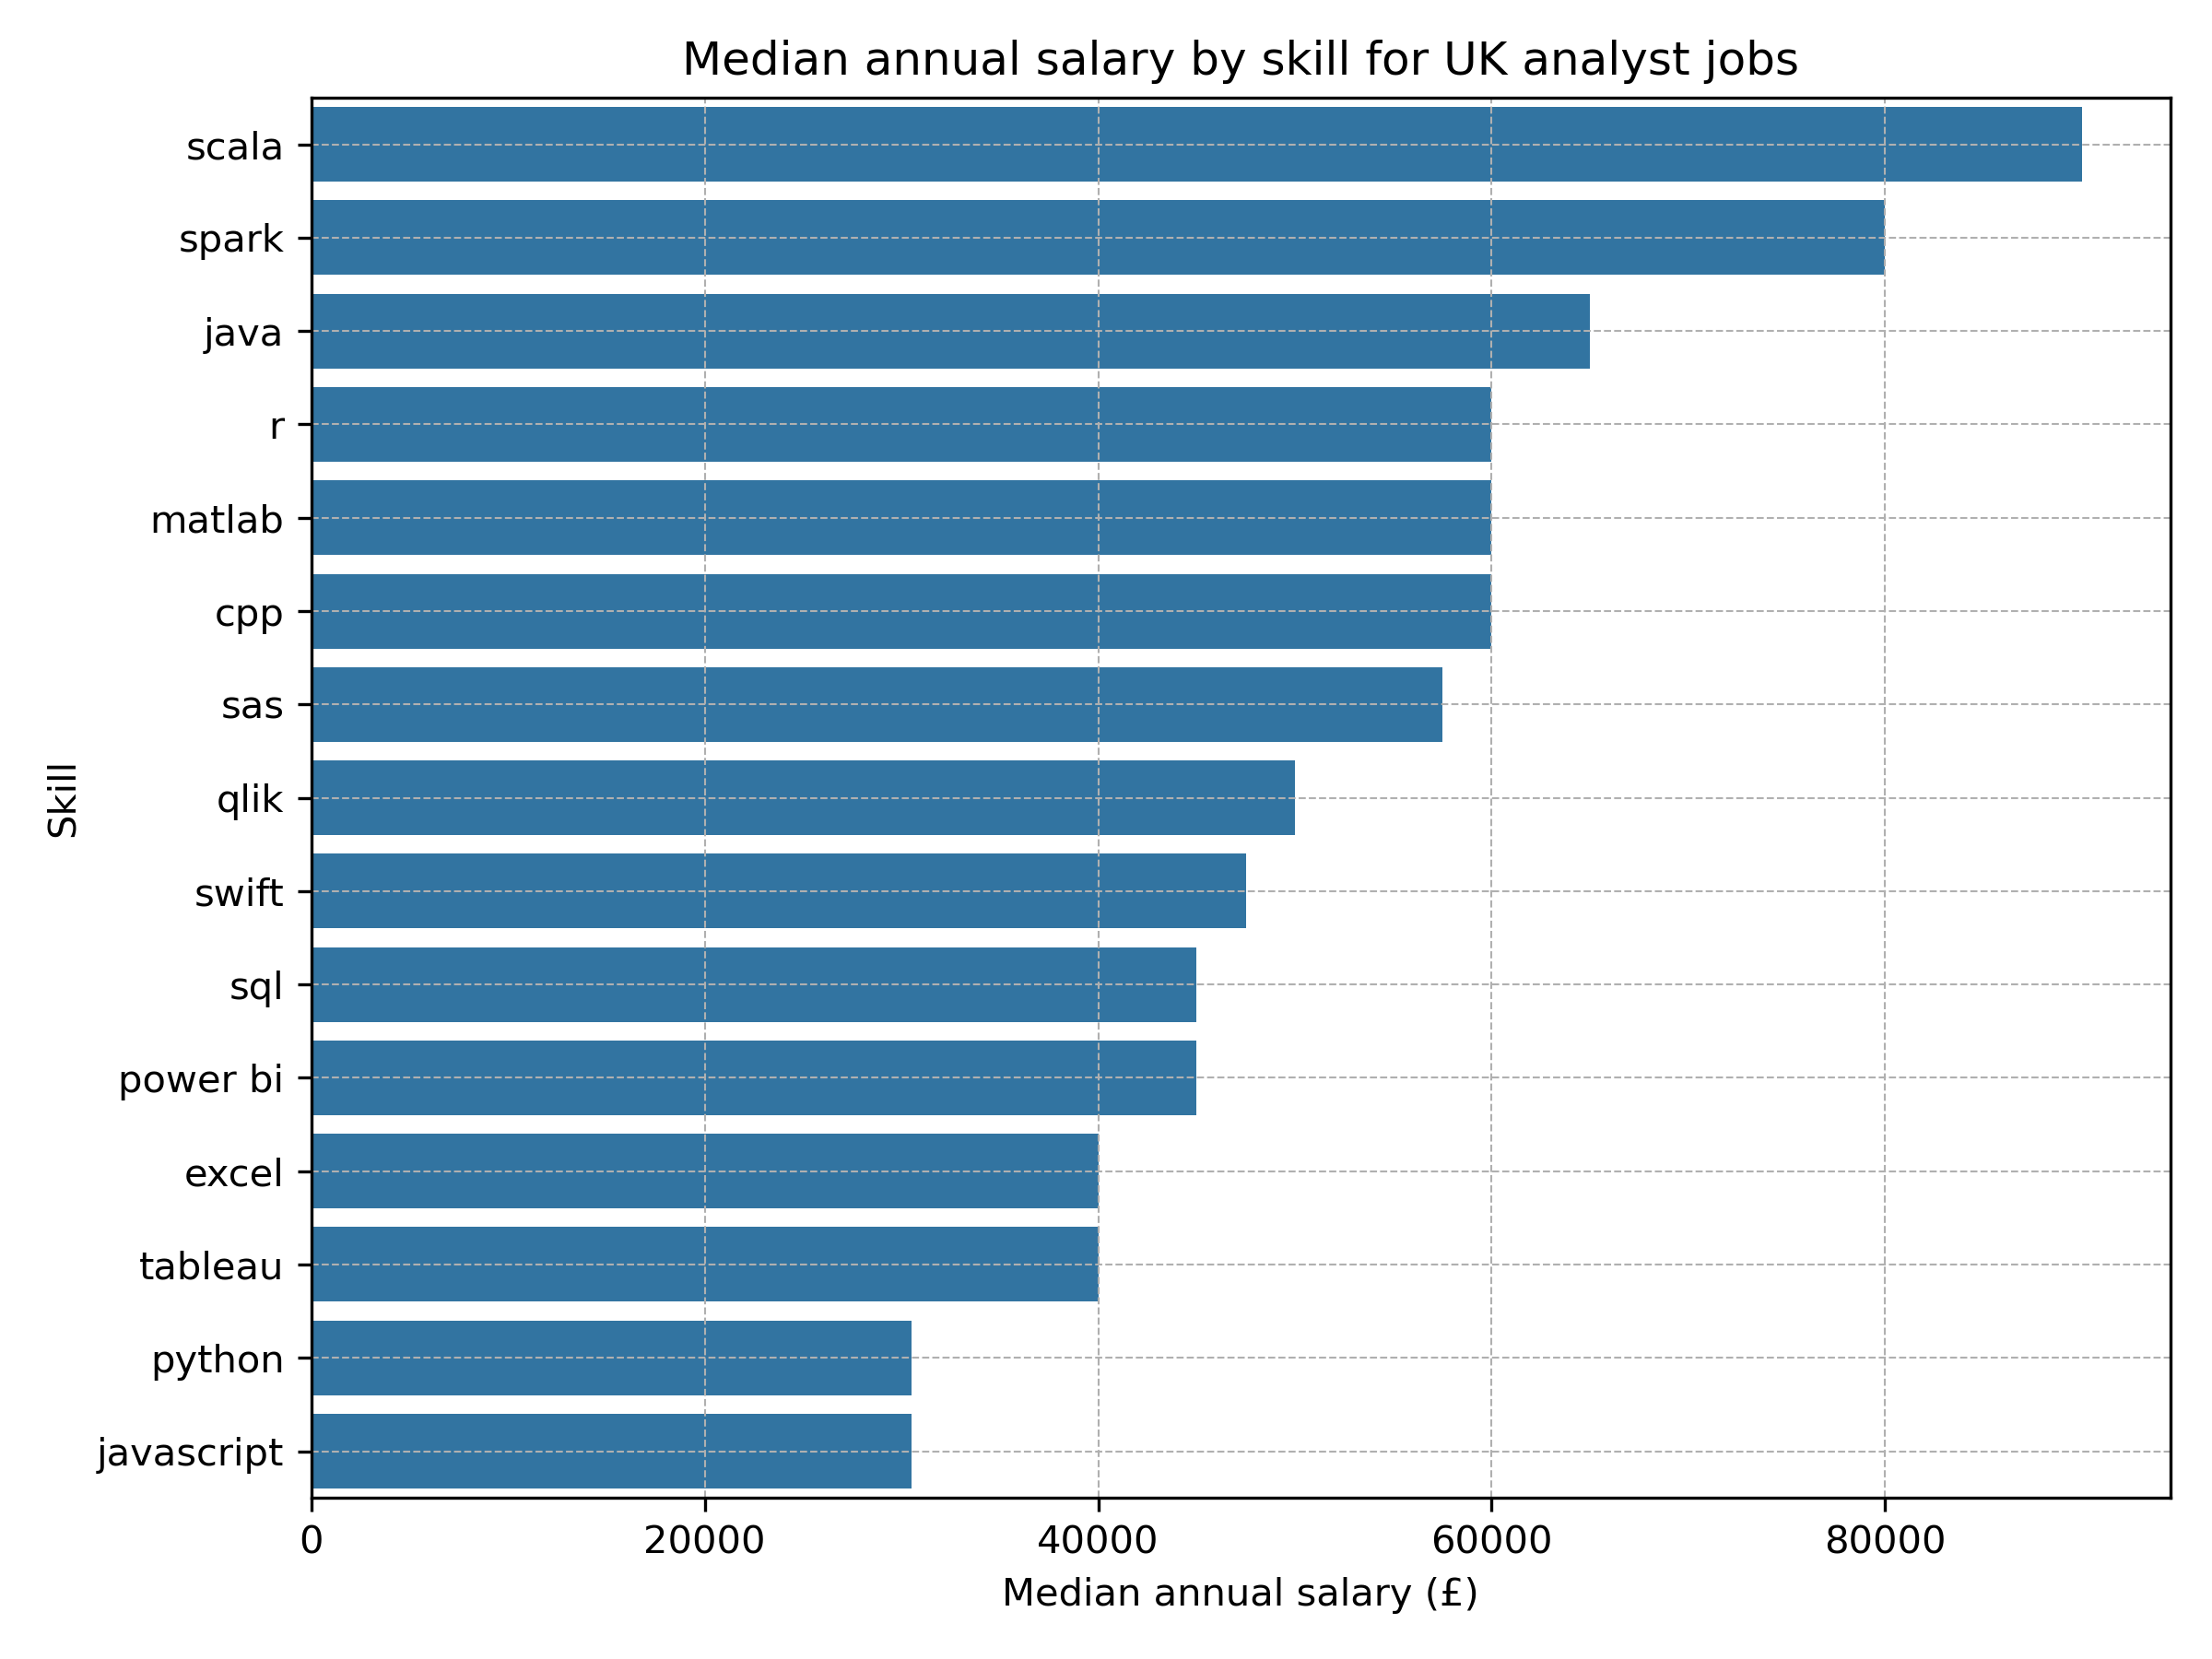 Median annual salary by skill for UK analyst jobs
scala
spark
java
r
matlab
cpp
sas
qlik
swift
sql
power bi
excel
tableau
python
javascript
Skill
0 20000 40000 60000 80000
Median annual salary (£)